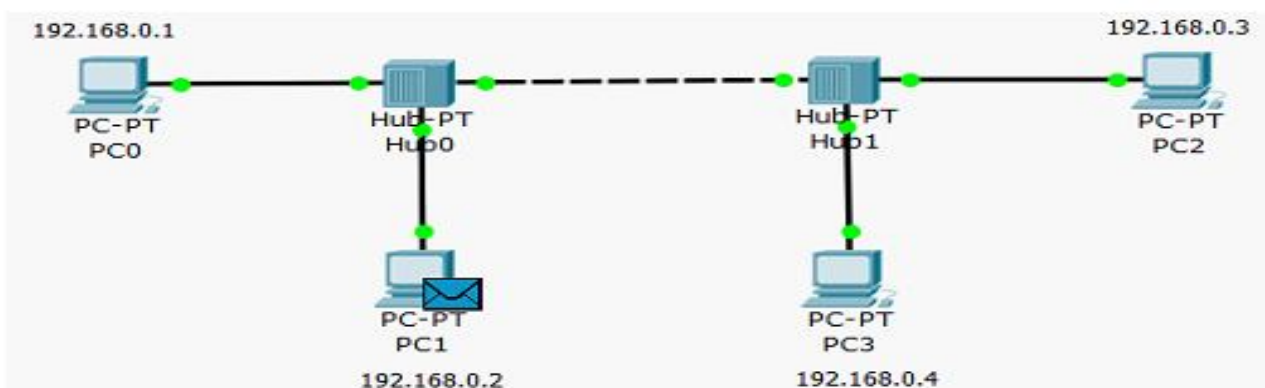 192.168.0.1
PC-PT
PC0
Hub-PT
Hub0
Hub-PT
Hub1
192.168.0.3
PC-PT
PC2
PC-PT
PC1
192.168.0.2
PC-PT
PC3
192.168.0.4